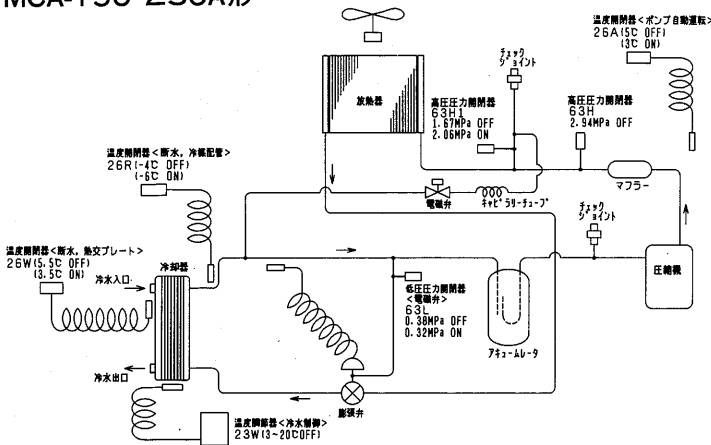 MCA-190・250A形
温度開閉器<ポンプ自動運転>
26A(5℃ OFF)
(3℃ ON)
チェック
ジョイント
放熱器
高圧圧力開閉器
63H1
1.67MPa OFF
2.06MPa ON
高圧圧力開閉器
63H
2.94MPa OFF
温度開閉器<断水,冷媒配管>
26R(-4℃ OFF)
(-6℃ ON)
マフラー
電磁弁
キャピラリーチューブ
チェック
ジョイント
温度開閉器<断水,熱交プレート>
26W(5.5℃ OFF)
(3.5℃ ON)
冷却器
冷水入口
圧縮機
低圧圧力開閉器
<電磁弁>
63L
0.38MPa OFF
0.32MPa ON
アキュームレータ
冷水出口
膨張弁
温度調節器<冷水制御>
23W(3~20℃OFF)